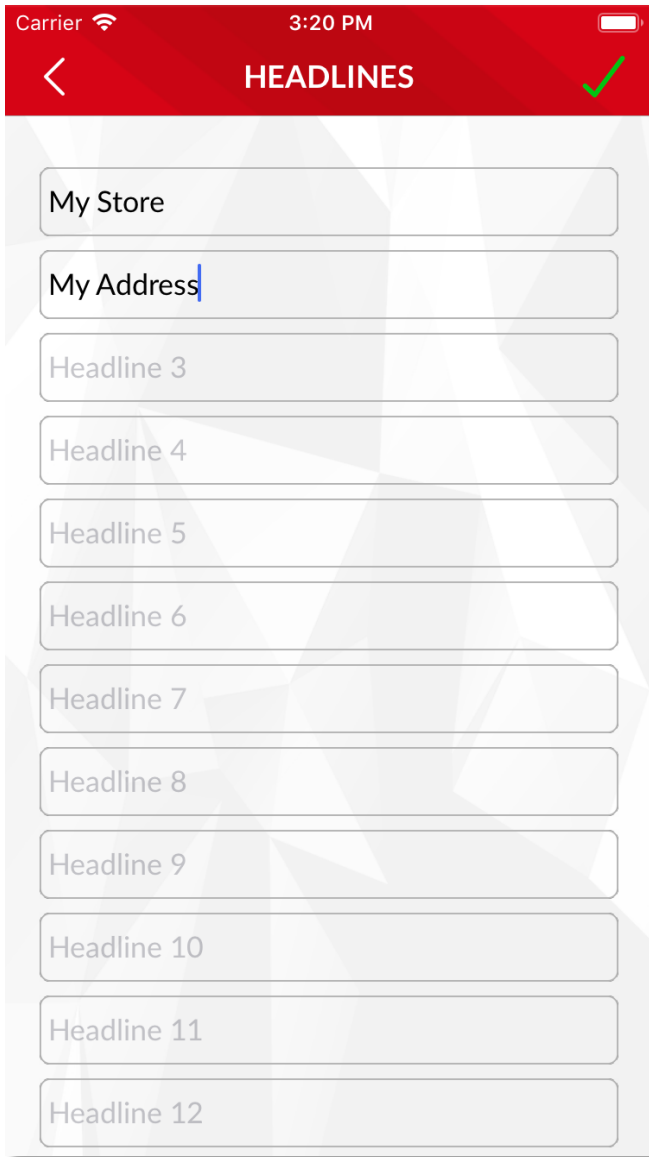 Carrier 3:20 PM
HEADLINES
My Store
My Address
Headline 3
Headline 4
Headline 5
Headline 6
Headline 7
Headline 8
Headline 9
Headline 10
Headline 11
Headline 12